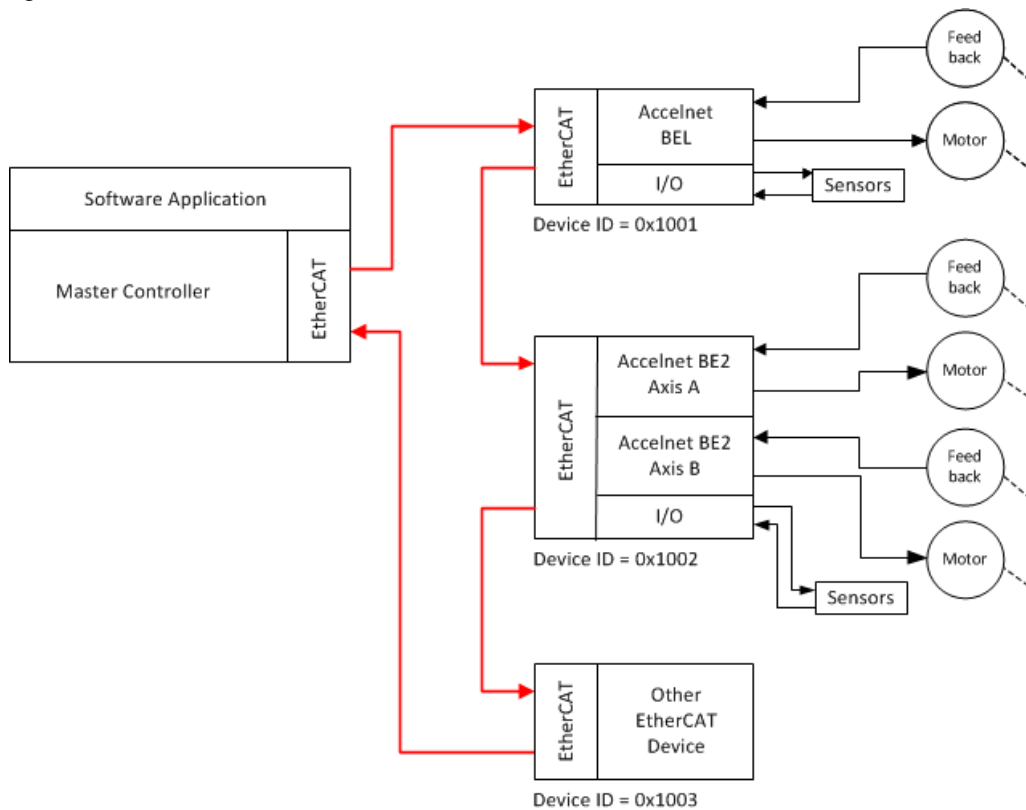 Software Application
Master Controller
EtherCAT
EtherCAT
Accelnet
BEL
I/O
Device ID = 0x1001
Sensors
Feed
back
Motor
EtherCAT
Accelnet BE2
Axis A
Accelnet BE2
Axis B
I/O
Device ID = 0x1002
Sensors
Feed
back
Motor
Feed
back
Motor
EtherCAT
Other
EtherCAT
Device
Device ID = 0x1003